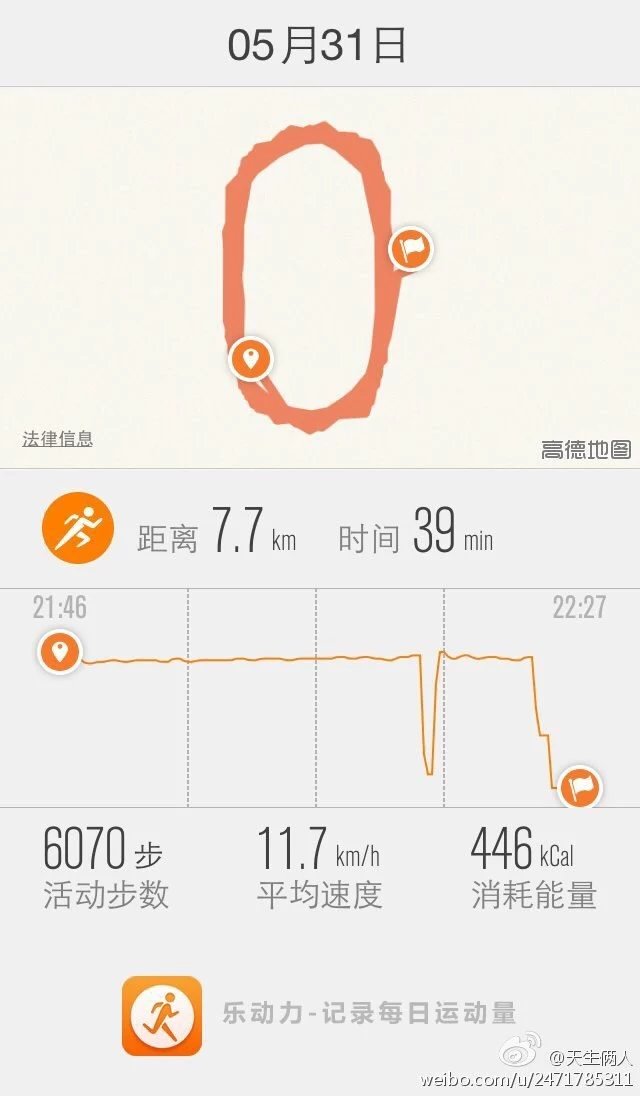 05月31日
法律信息
高德地图
距离 7.7 km 时间 39 min
21:46 22:27
6070 步 11.7 km/h 446 kCal
活动步数 平均速度 消耗能量
乐动力-记录每日运动量
@天生俩人
weibo.com/u/2471785311